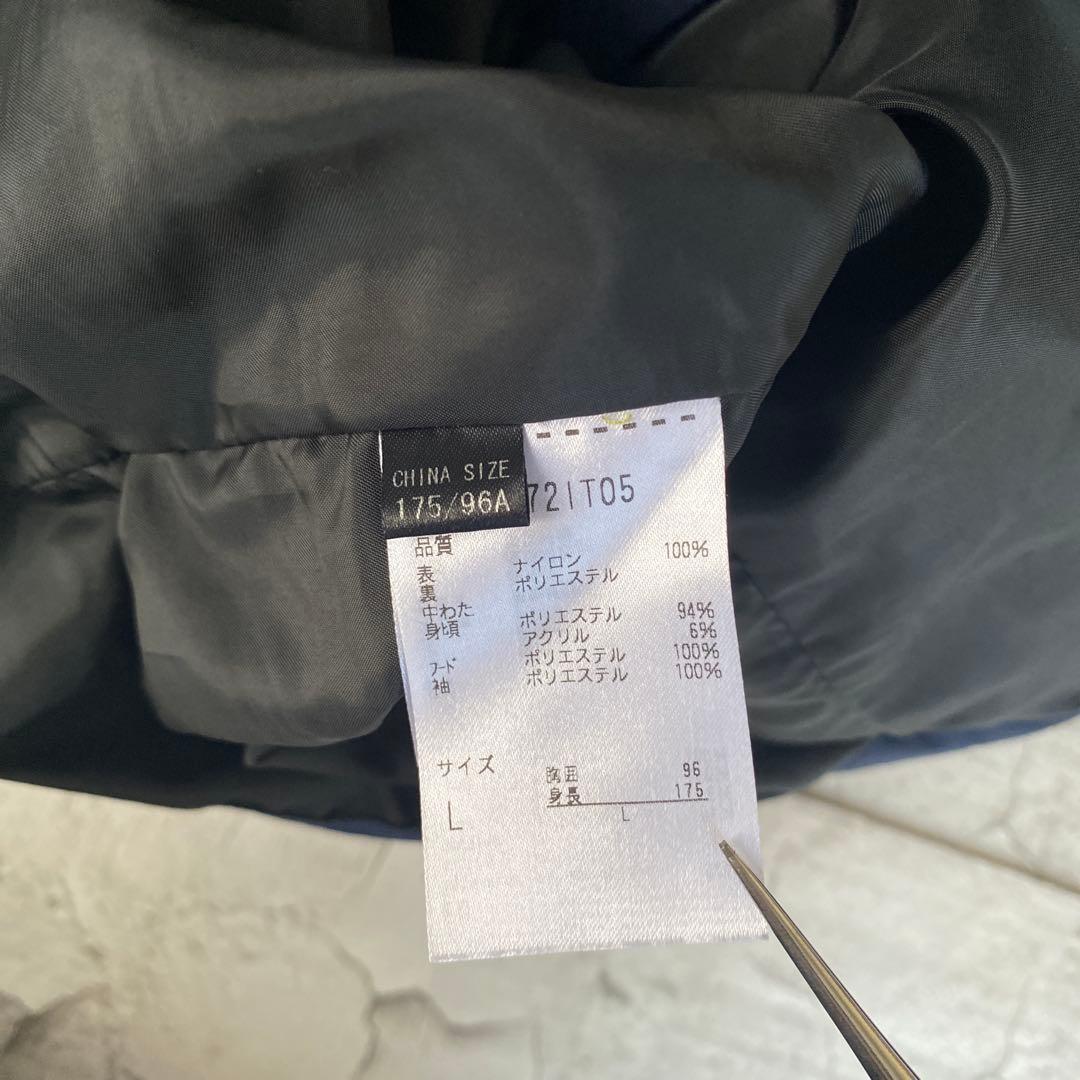 CHINA SIZE
175/96A
721T05
品質
表 ナイロン 100%
裏 ポリエステル
中わた
身頃 ポリエステル 94%
アクリル 6%
フード ポリエステル 100%
袖 ポリエステル 100%
サイズ
L
胸囲 96
身長 175
L